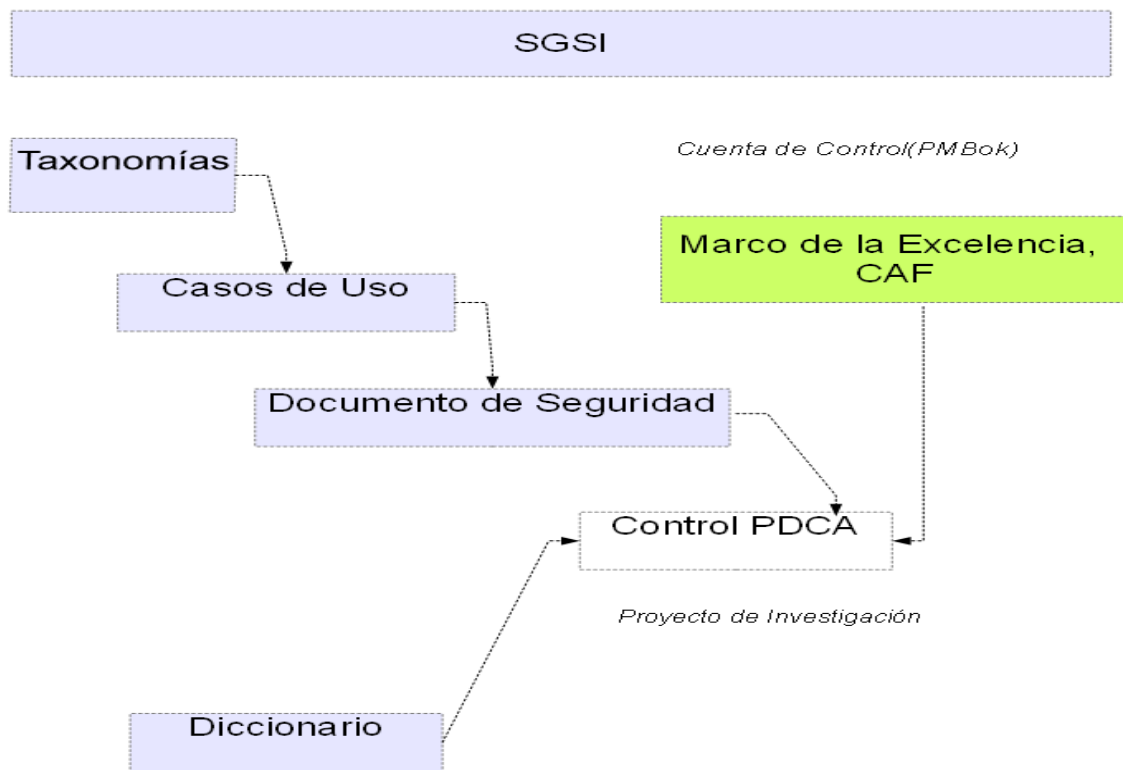 SGSI
Taxonomías
Cuenta de Control(PMBok)
Marco de la Excelencia,
CAF
Casos de Uso
Documento de Seguridad
Control PDCA
Proyecto de Investigación
Diccionario